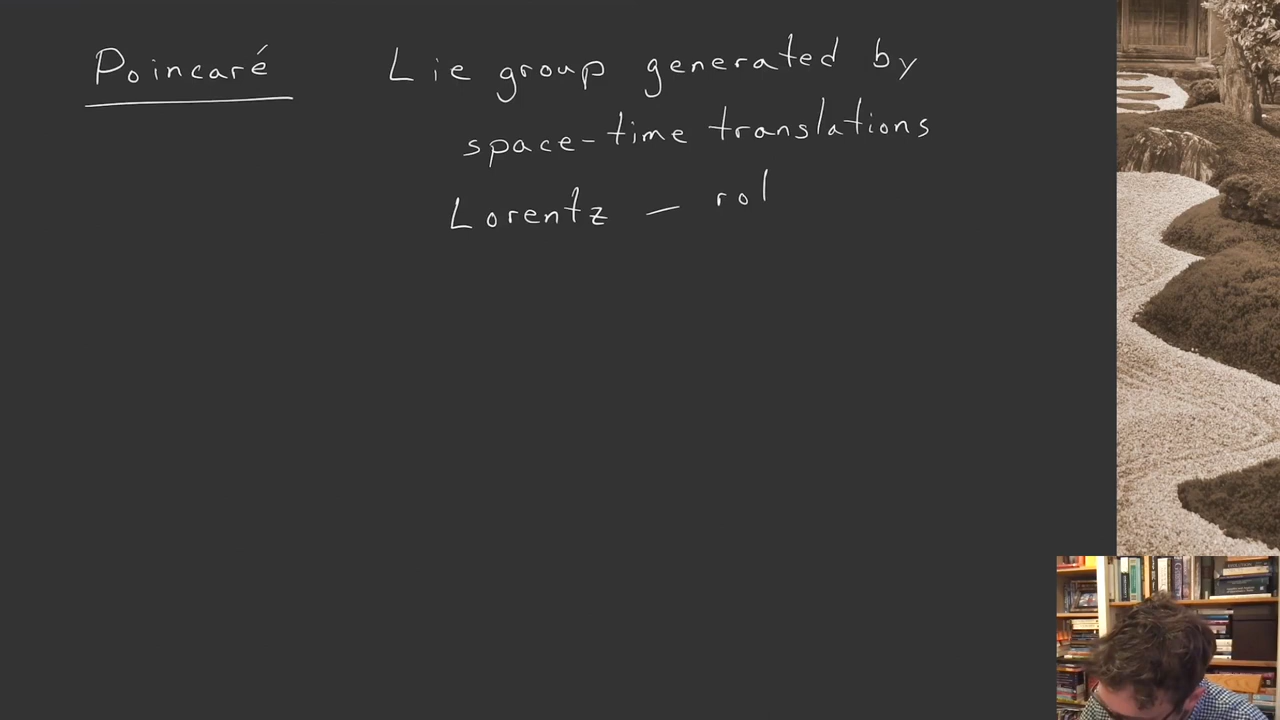 Poincaré Lie group generated by
space-time translations
Lorentz — rol